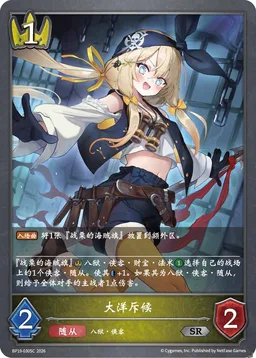 1
入场曲 将1张『战栗的海贼旗』放置到额外区。
『战栗的海贼旗』八狱·侠客·财宝·法术 选择自己的战场
上的1个侠客·随从。使其+1。如果其为八狱·侠客·随从,
则给予全体对手的主战者1点伤害。
大洋斥候
2
随从
八狱·侠客
SR
2
© Cygames, Inc. Published by NetEase Games